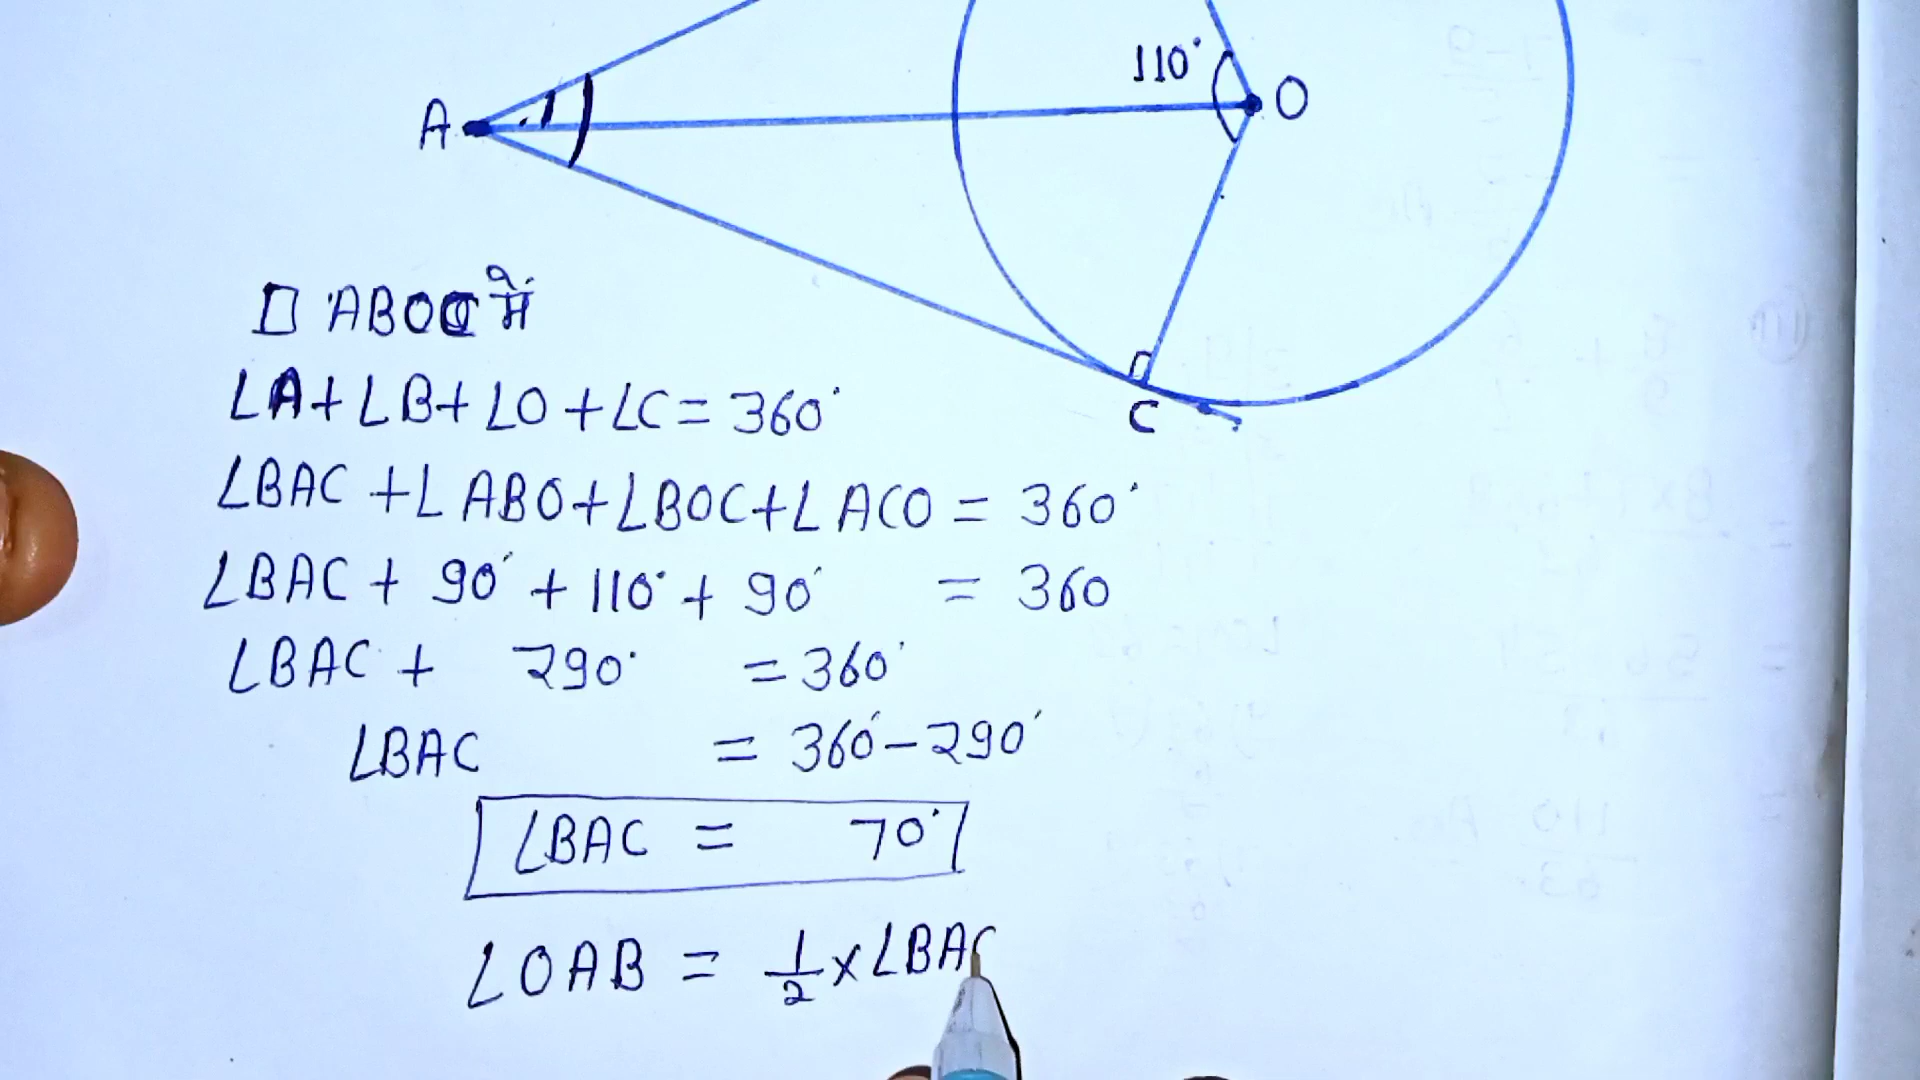 110°
A
O
C
□ ABOC में
∠A+∠B+∠O+∠C=360°
∠BAC+∠ABO+∠BOC+∠ACO=360°
∠BAC+90°+110°+90°=360
∠BAC+290°=360°
∠BAC=360°-290°
∠BAC=70°
∠OAB=1/2×∠BAC